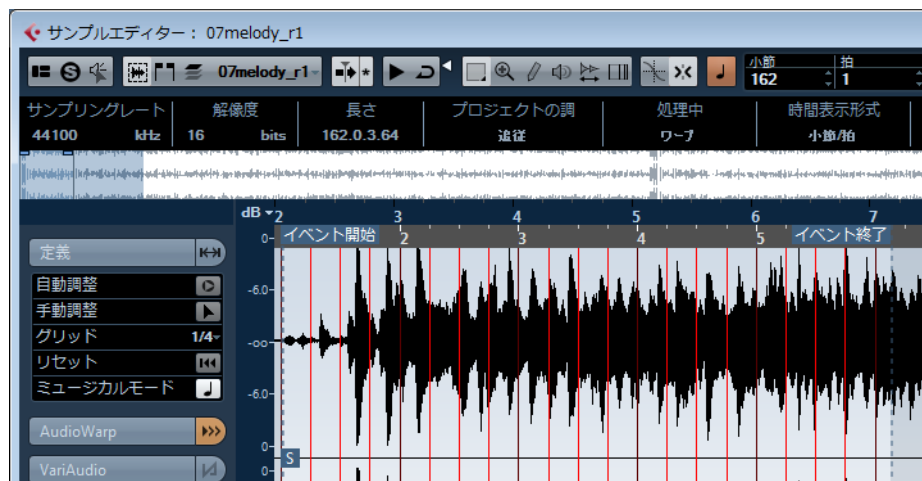 サンプルエディター： 07melody_r1
07melody_r1
小節 拍
162 1
サンプリングレート 解像度 長さ プロジェクトの調 処理中 時間表示形式
44100 kHz 16 bits 162.0.3.64 追従 ワープ 小節/拍
dB 2 3 4 5 6 7
0 イベント開始 2 3 4 5 イベント終了
定義
自動調整
-6.0
手動調整
グリッド 1/4
-oo
リセット
ミュージカルモード
-6.0
AudioWarp
0
S
VariAudio
0